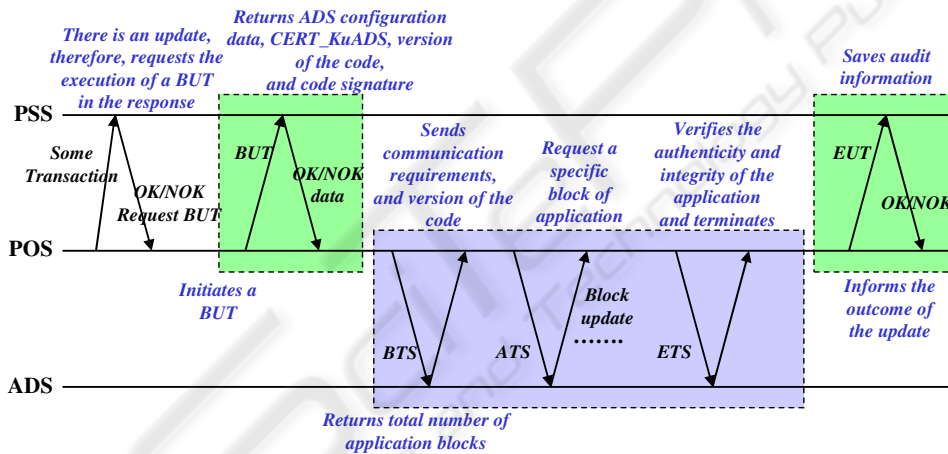 There is an update,
therefore, requests the
execution of a BUT
in the response
Returns ADS configuration
data, CERT_KuADS, version
of the code,
and code signature
Saves audit
information
PSS
Some
Transaction
OK/NOK
Request BUT
BUT
OK/NOK
data
Sends
communication
requirements,
and version of the
code
Request a
specific
block of
application
Verifies the
authenticity and
integrity of the
application
and terminates
EUT
OK/NOK
POS
Initiates a
BUT
BTS
ATS
Block
update
.......
ETS
Informs the
outcome of
the update
ADS
Returns total number of
application blocks